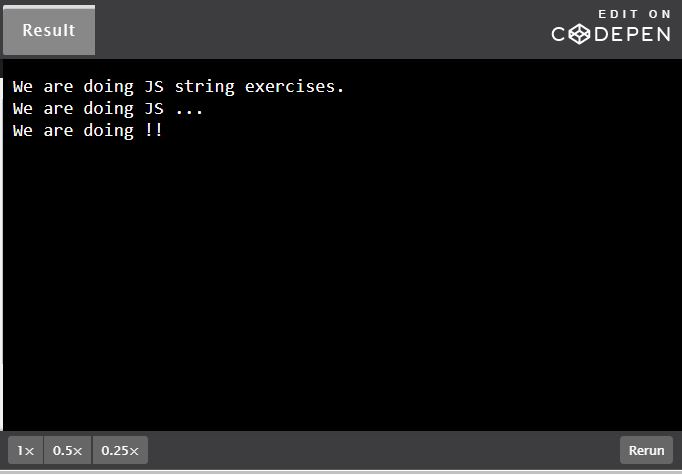 Result
EDIT ON
CODEPEN
We are doing JS string exercises.
We are doing JS ...
We are doing !!
1×
0.5×
0.25×
Rerun